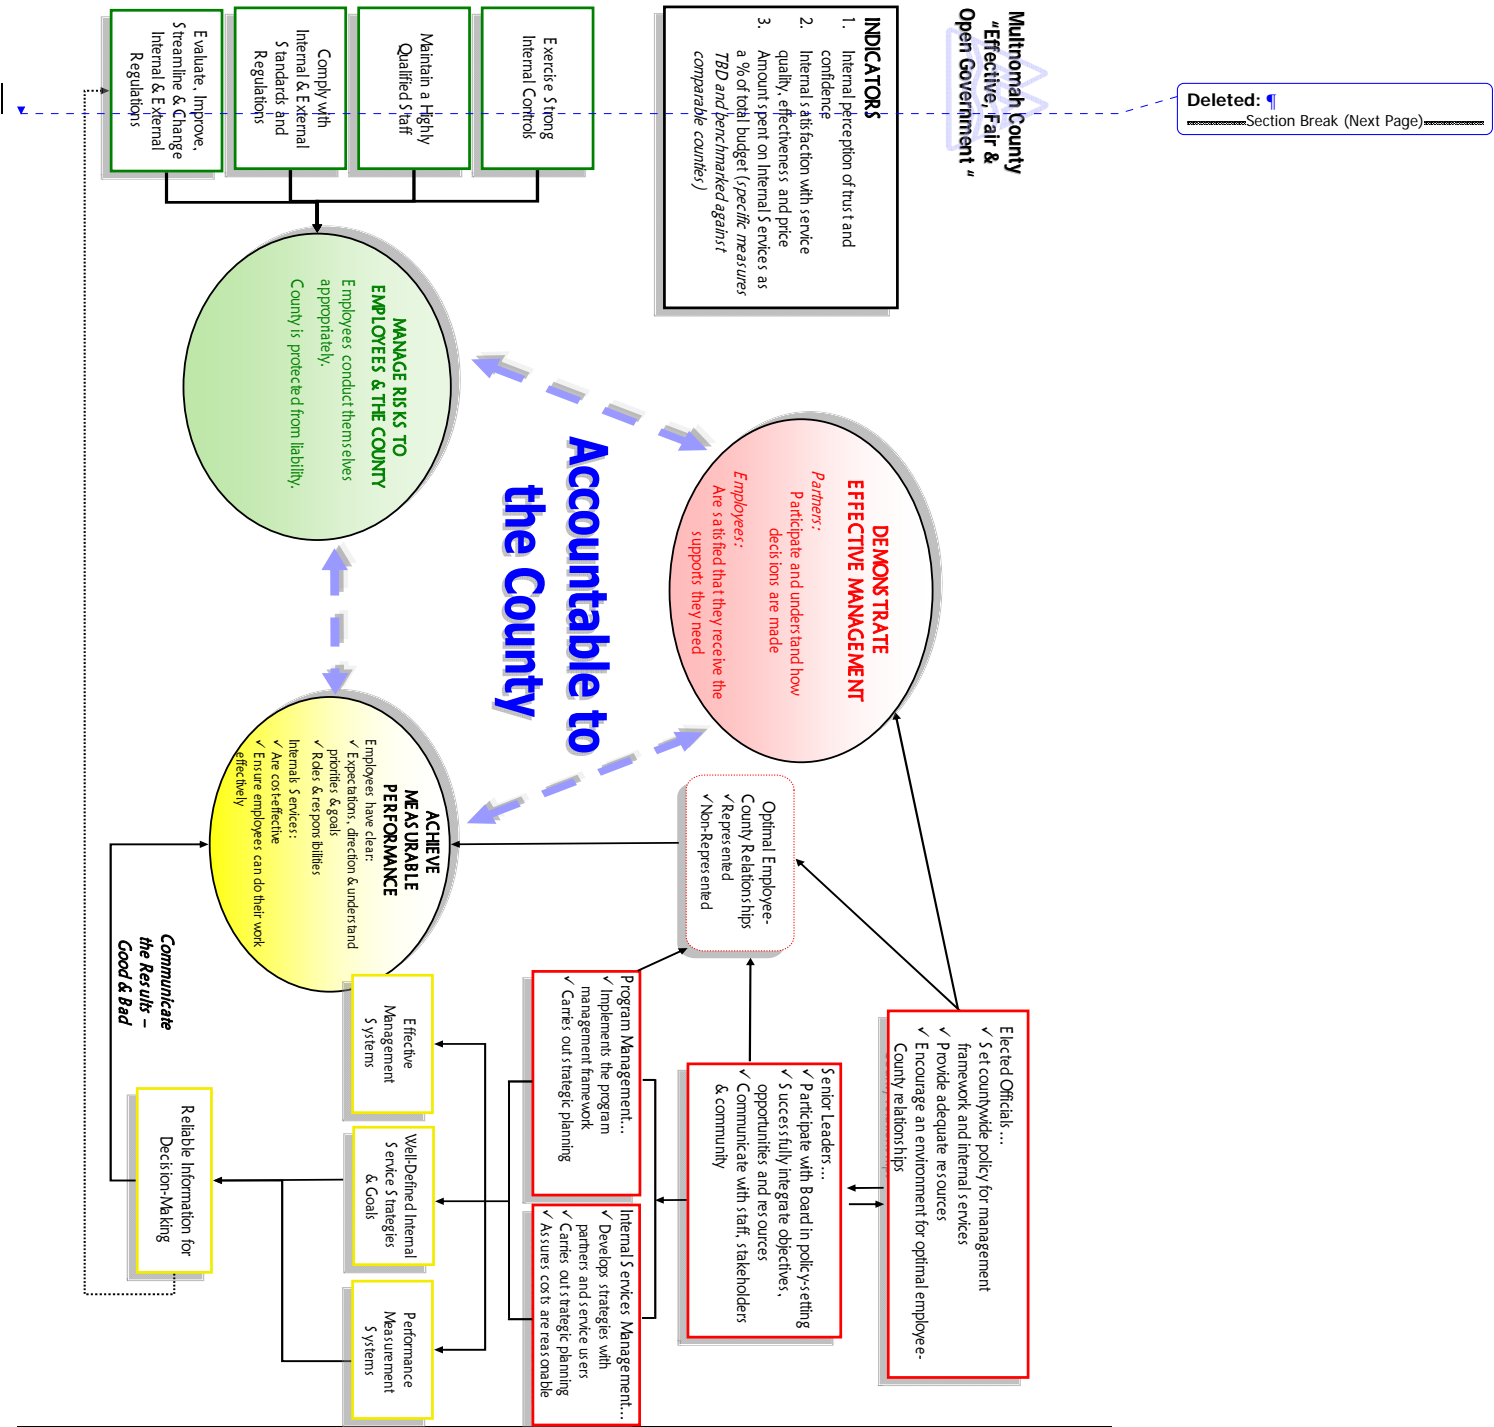 Multnomah County
"Effective, Fair &
Open Government "
Deleted: ¶
Section Break (Next Page)
INDICATORS
1. Internal perception of trust and
confidence
2. Internal satisfaction with service
quality, effectiveness and price
3. Amount spent on Internal Services as
a % of total budget (specific measures
TBD and benchmarked against
comparable counties)
Exercise Strong
Internal Controls
Maintain a Highly
Qualified Staff
Comply with
Internal & External
Standards and
Regulations
Evaluate, Improve,
Streamline & Change
Internal & External
Regulations
MANAGE RISKS TO
EMPLOYEES & THE COUNTY
Employees conduct themselves
appropriately.
County is protected from liability.
DEMONSTRATE
EFFECTIVE MANAGEMENT
Partners:
Participate and understand how
decisions are made
Employees:
Are satisfied that they receive the
supports they need
Accountable to
the County
ACHIEVE
MEASURABLE
PERFORMANCE
Employees have clear:
✓ Expectations, direction & understand
priorities & goals
✓ Roles & responsibilities
Internals Services:
✓ Are cost-effective
✓ Ensure employees can do their work
effectively
Optimal Employee-
County Relationships
✓ Represented
✓ Non-Represented
Elected Officials…
✓ Set countywide policy for management
framework and internal services
✓ Provide adequate resources
✓ Encourage an environment for optimal employee-
County relationships
Senior Leaders…
✓ Participate with Board in policy-setting
✓ Successfully integrate objectives,
opportunities and resources
✓ Communicate with staff, stakeholders
& community
Program Management…
✓ Implements the program
management framework
✓ Carries out strategic planning
Internal Services Management…
✓ Develops strategies with
partners and service users
✓ Carries out strategic planning
✓ Assures costs are reasonable
Effective
Management
Systems
Well-Defined Internal
Service Strategies
& Goals
Performance
Measurement
Systems
Reliable Information for
Decision-Making
Communicate
the Results –
Good & Bad